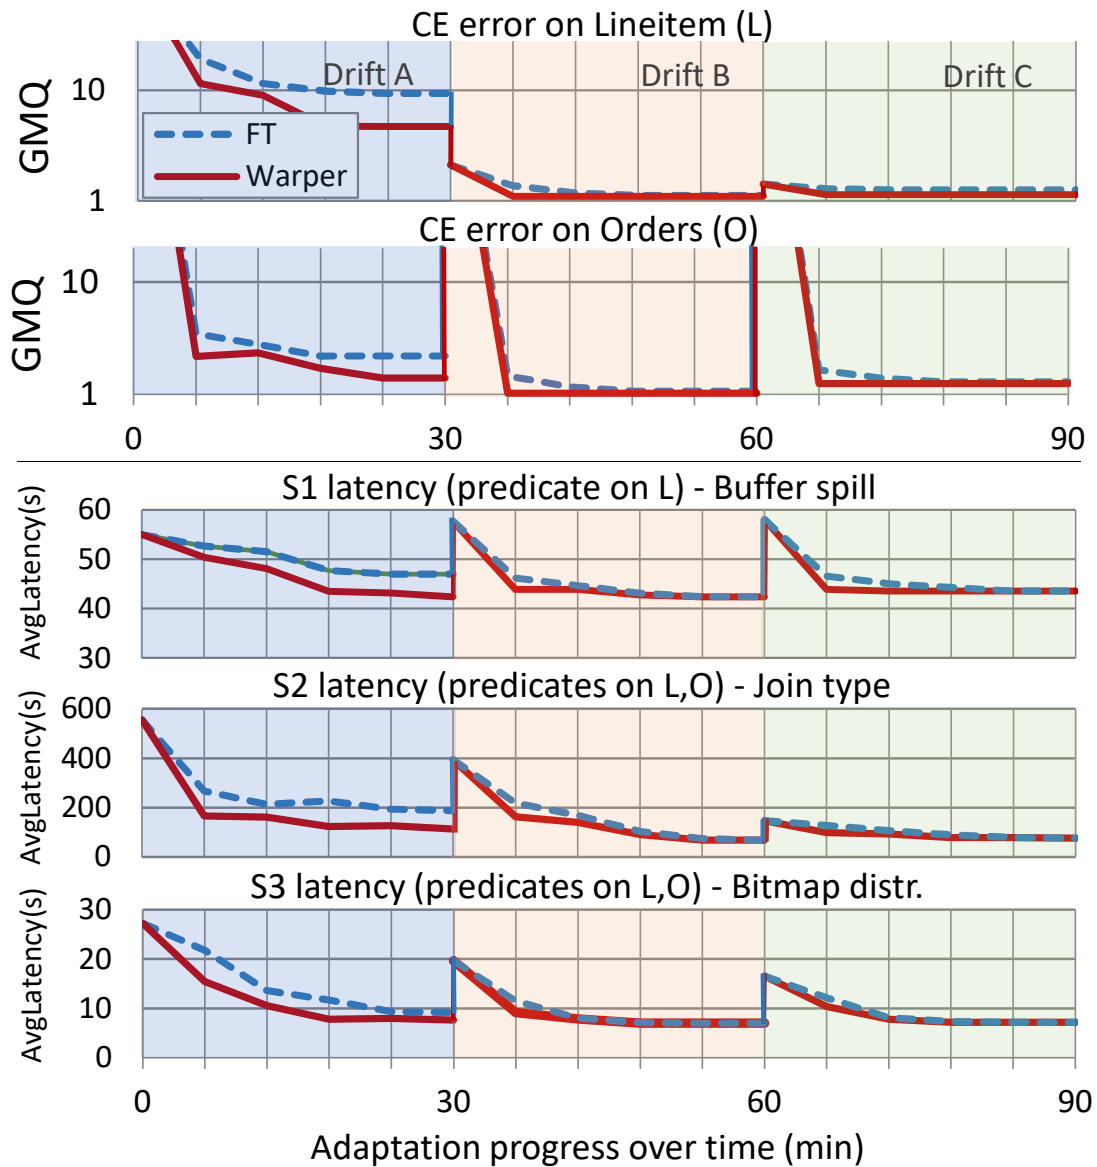 CE error on Lineitem (L)
Drift A
Drift B
Drift C
GMQ
10
1
FT
Warper
CE error on Orders (O)
GMQ
10
1
0 30 60 90
S1 latency (predicate on L) - Buffer spill
AvgLatency(s)
60
50
40
30
S2 latency (predicates on L,O) - Join type
AvgLatency(s)
600
400
200
0
S3 latency (predicates on L,O) - Bitmap distr.
AvgLatency(s)
30
20
10
0
0 30 60 90
Adaptation progress over time (min)